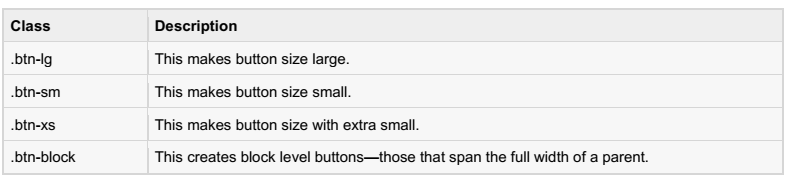 Class Description
.btn-lg This makes button size large.
.btn-sm This makes button size small.
.btn-xs This makes button size with extra small.
.btn-block This creates block level buttons—those that span the full width of a parent.